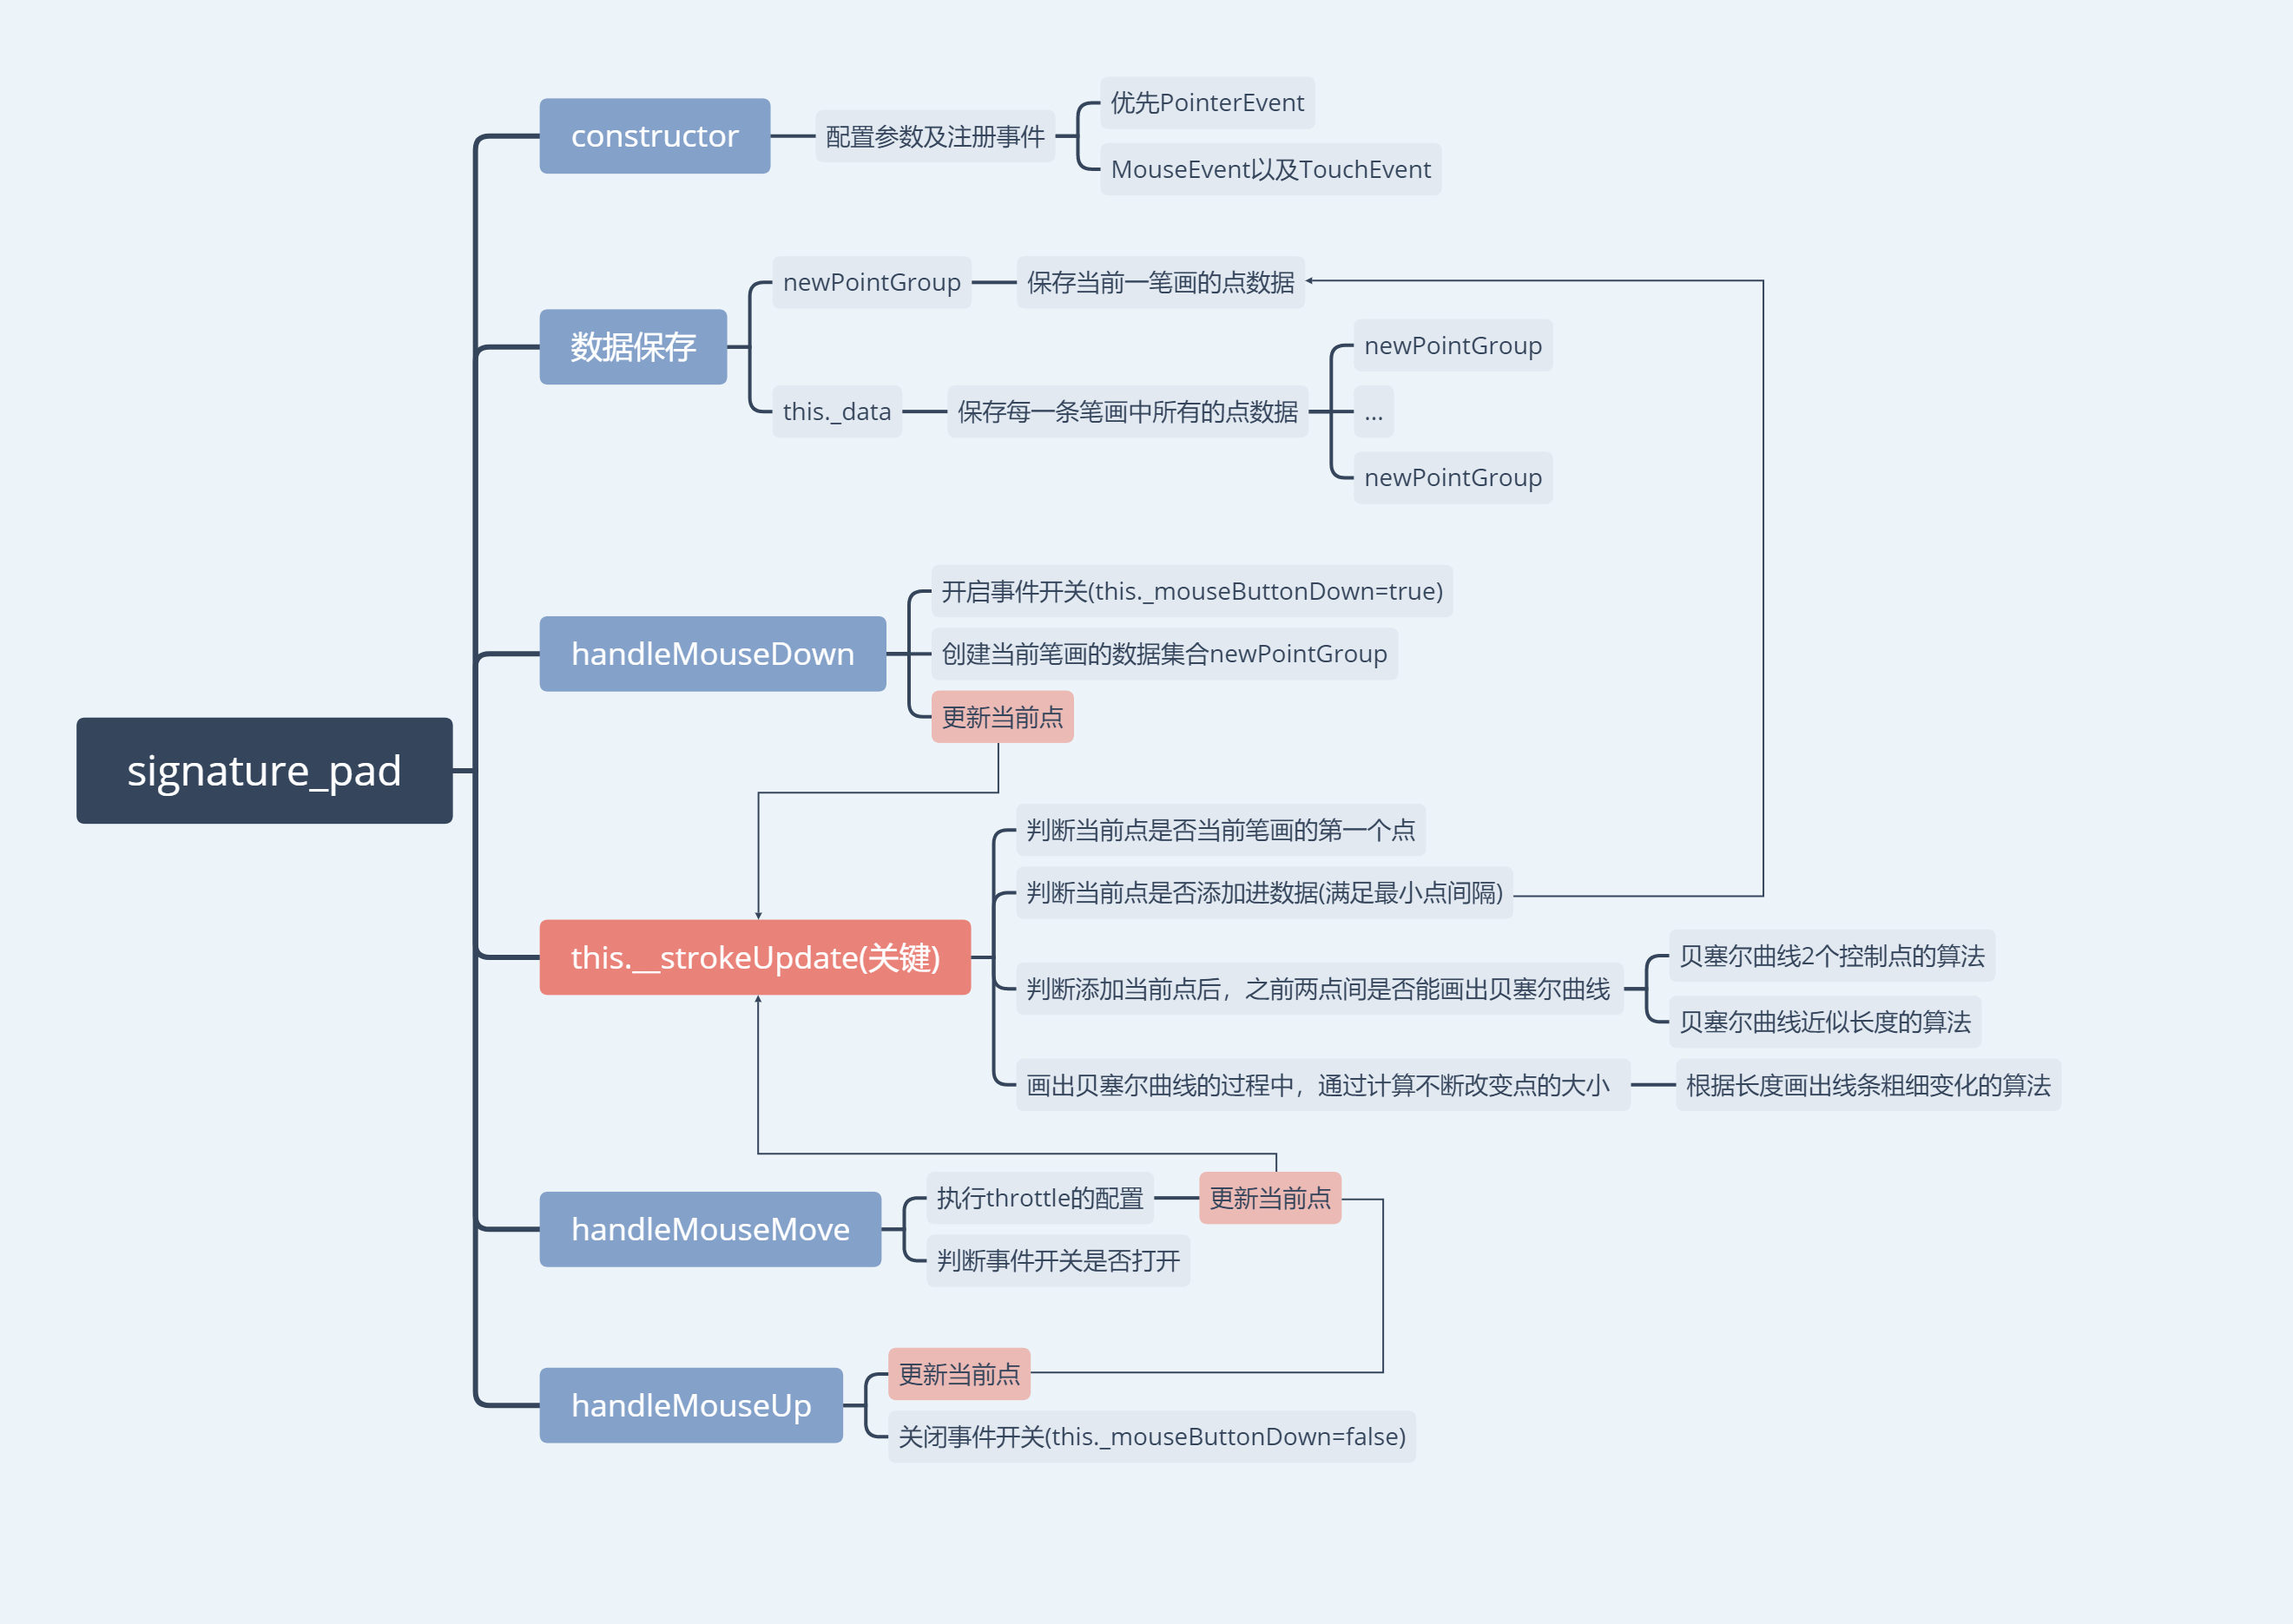 signature_pad
constructor
配置参数及注册事件
优先PointerEvent
MouseEvent以及TouchEvent
数据保存
newPointGroup
保存当前一笔画的点数据
this._data
保存每一条笔画中所有的点数据
newPointGroup
...
newPointGroup
handleMouseDown
开启事件开关(this._mouseButtonDown=true)
创建当前笔画的数据集合newPointGroup
更新当前点
this.__strokeUpdate(关键)
判断当前点是否当前笔画的第一个点
判断当前点是否添加进数据(满足最小点间隔)
判断添加当前点后，之前两点间是否能画出贝塞尔曲线
贝塞尔曲线2个控制点的算法
贝塞尔曲线近似长度的算法
画出贝塞尔曲线的过程中，通过计算不断改变点的大小
根据长度画出线条粗细变化的算法
handleMouseMove
执行throttle的配置
更新当前点
判断事件开关是否打开
handleMouseUp
更新当前点
关闭事件开关(this._mouseButtonDown=false)